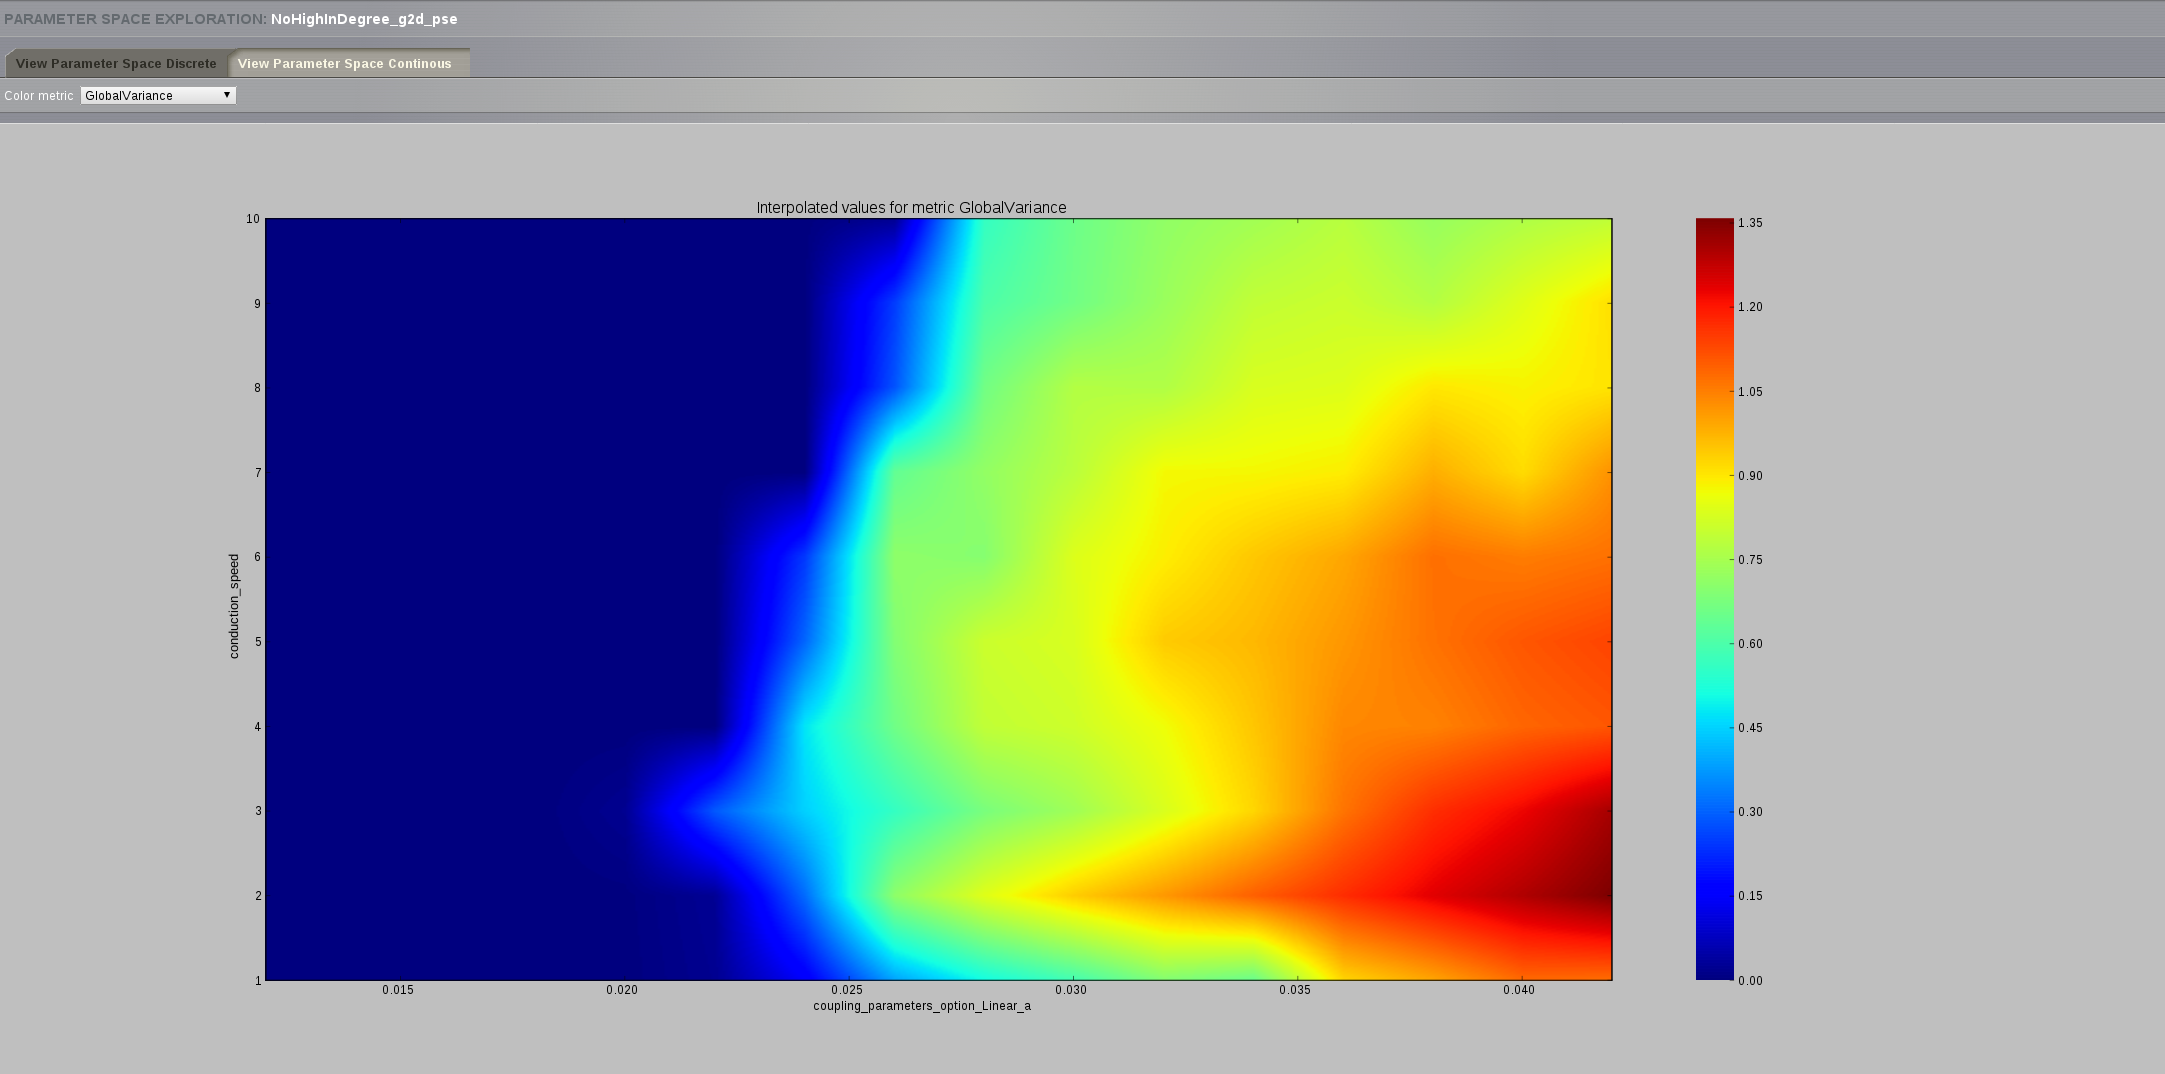 PARAMETER SPACE EXPLORATION: NoHighInDegree_g2d_pse
View Parameter Space Discrete View Parameter Space Continous
Color metric GlobalVariance
Interpolated values for metric GlobalVariance
10
9
8
7
6
5
4
3
2
1
conduction_speed
0.015 0.020 0.025 0.030 0.035 0.040
coupling_parameters_option_Linear_a
1.35
1.20
1.05
0.90
0.75
0.60
0.45
0.30
0.15
0.00